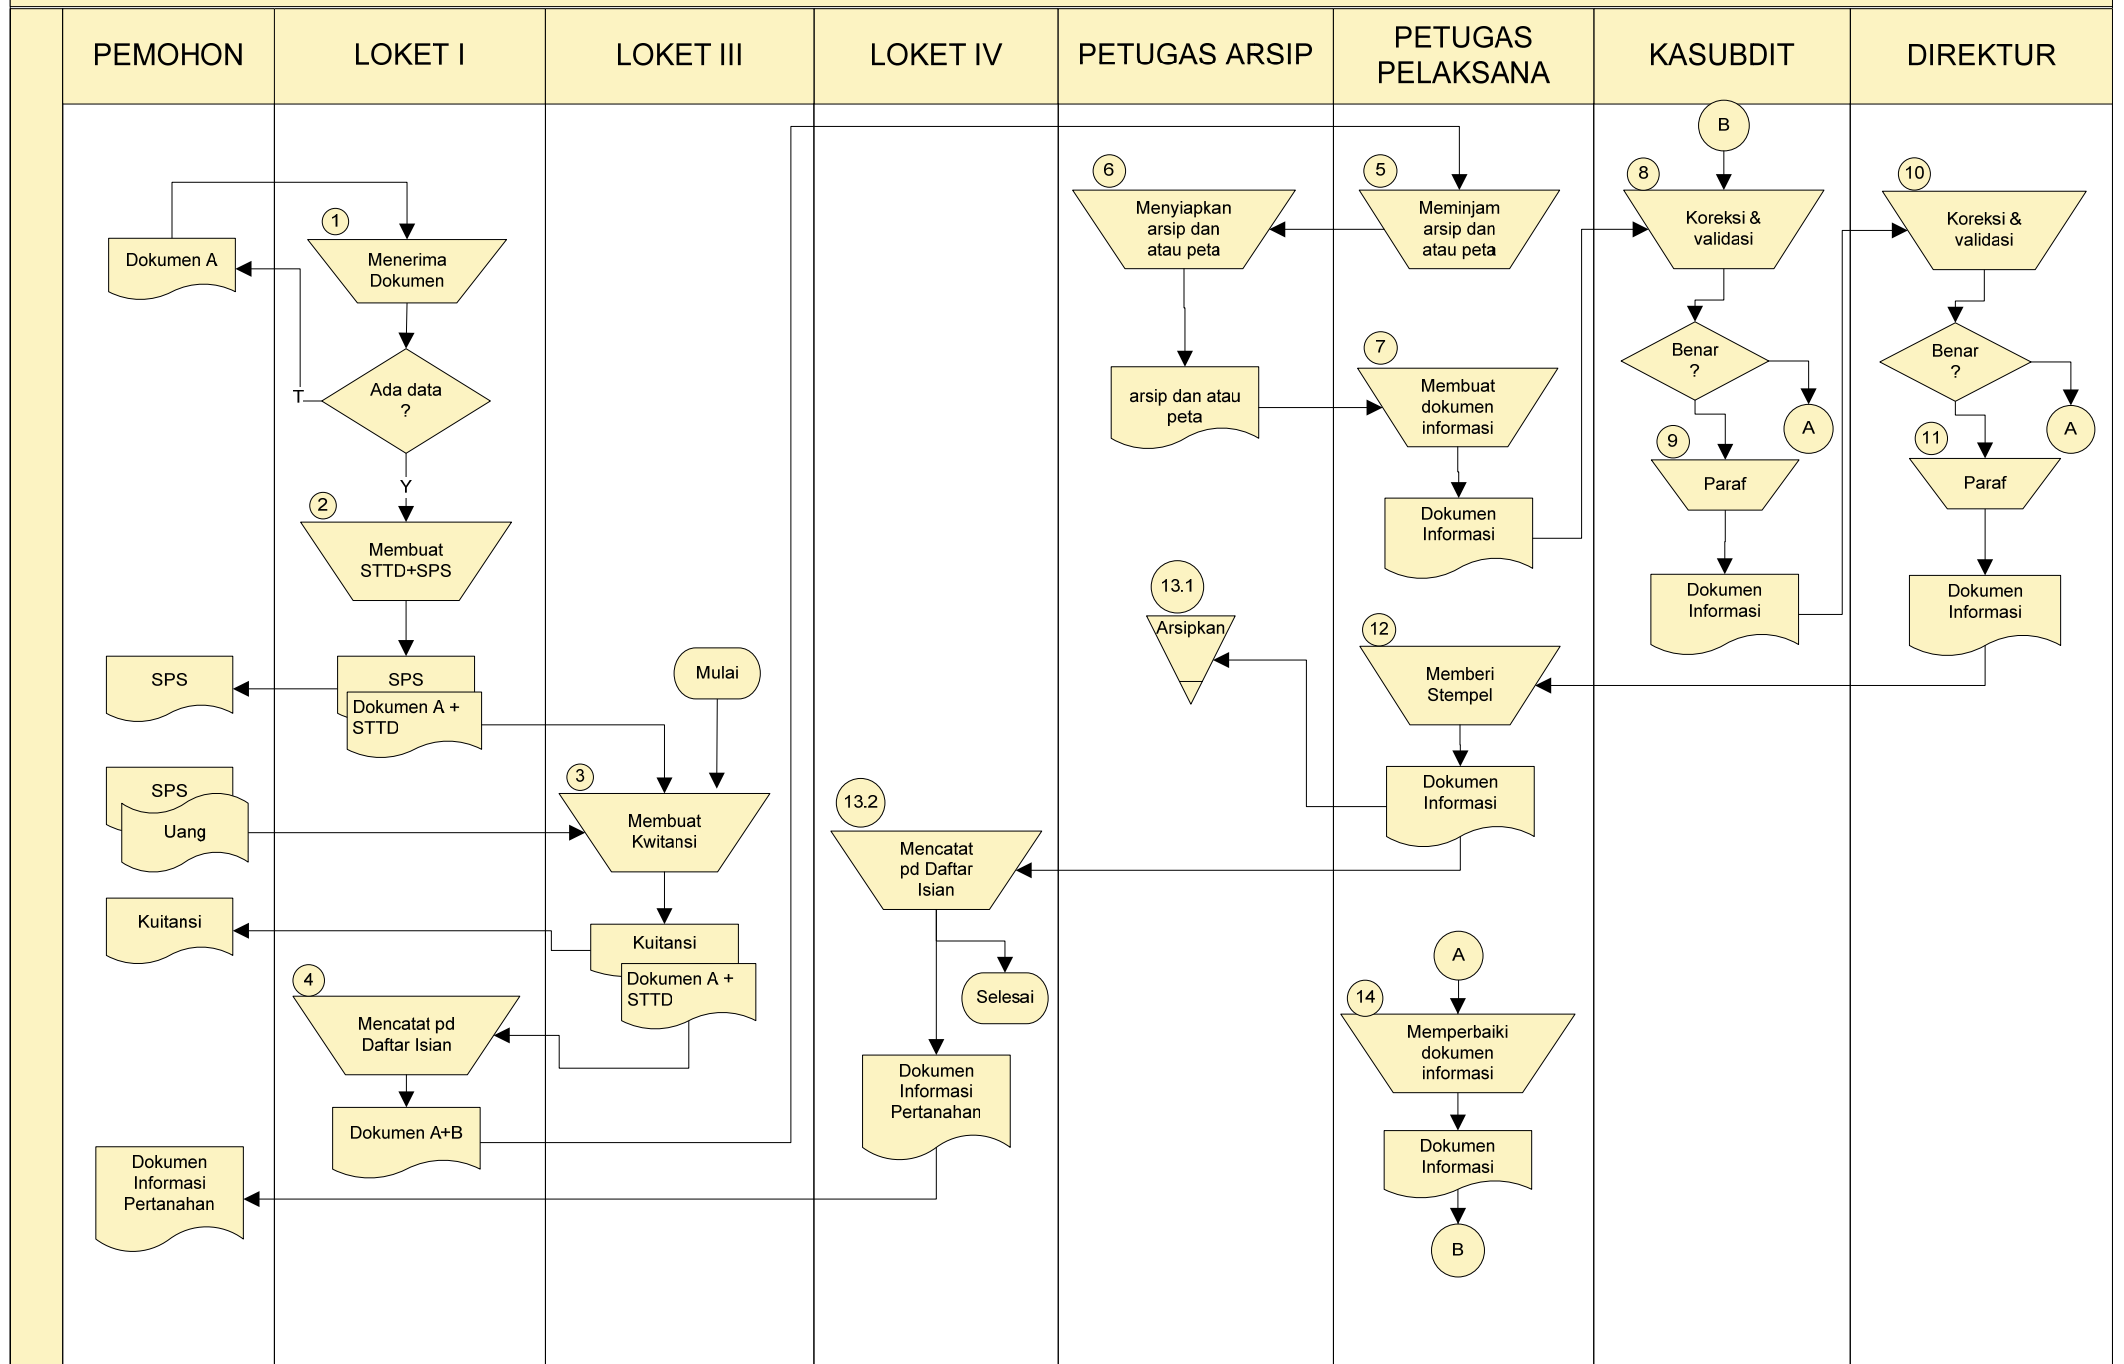 PEMOHON
LOKET I
LOKET III
LOKET IV
PETUGAS ARSIP
PETUGAS
PELAKSANA
KASUBDIT
DIREKTUR
Dokumen A
SPS
SPS
Uang
Kuitansi
Dokumen
Informasi
Pertanahan
1
Menerima
Dokumen
Ada data
?
T
Y
2
Membuat
STTD+SPS
SPS
Dokumen A +
STTD
4
Mencatat pd
Daftar Isian
Dokumen A+B
Mulai
3
Membuat
Kwitansi
Kuitansi
Dokumen A +
STTD
13.2
Mencatat
pd Daftar
Isian
Selesai
Dokumen
Informasi
Pertanahan
6
Menyiapkan
arsip dan
atau peta
arsip dan atau
peta
13.1
Arsipkan
5
Meminjam
arsip dan
atau peta
7
Membuat
dokumen
informasi
Dokumen
Informasi
12
Memberi
Stempel
Dokumen
Informasi
A
14
Memperbaiki
dokumen
informasi
Dokumen
Informasi
B
B
8
Koreksi &
validasi
Benar
?
A
9
Paraf
Dokumen
Informasi
10
Koreksi &
validasi
Benar
?
A
11
Paraf
Dokumen
Informasi